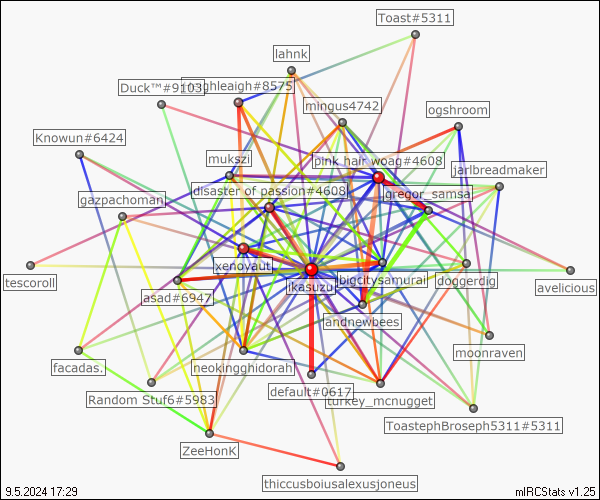 Toast#5311
lahnk
Duck™#9103
highleaigh#8575
mingus4742
ogshroom
Knowun#6424
mukszi
pink hair woag#4608
jarlbreadmaker
disaster of passion#4608
gregor_samsa.
gazpachoman
xenovaut
tescoroll
ikasuzu
bigcitysamurai
doggerdig
avelicious
asad#6947
andnewbees
moonraven
facadas.
neokingghidorah
default#0617
Random Stuf6#5983
turkey_mcnugget
ToastephBroseph5311#5311
ZeeHonK
thiccusboiusalexusjoneus
9.5.2024 17:29
mIRCStats v1.25